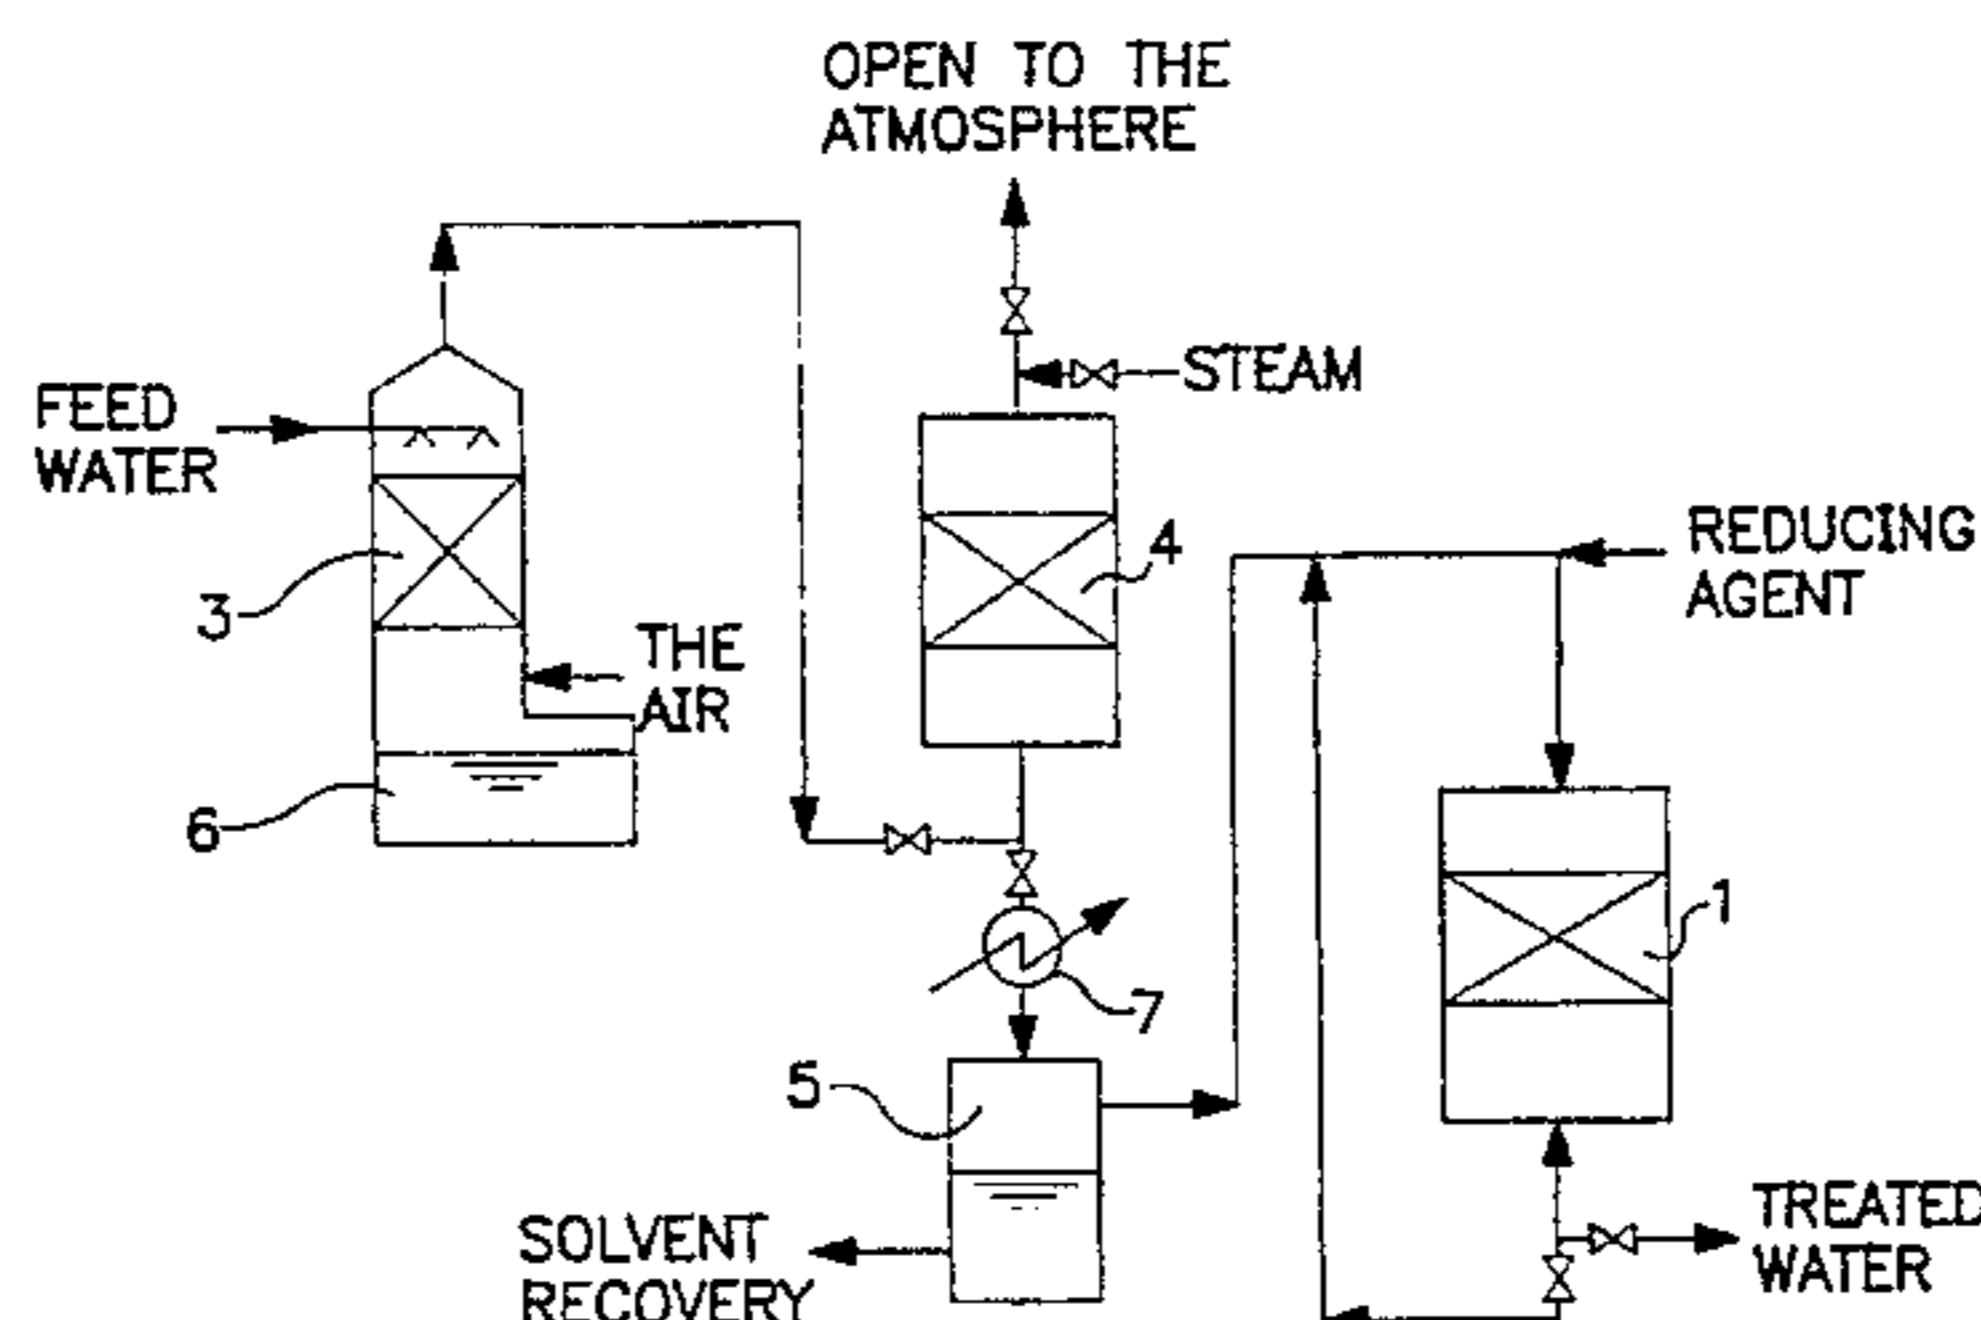 OPEN TO THE
ATMOSPHERE
STEAM
FEED
WATER
3
THE
AIR
6
4
REDUCING
AGENT
1
7
5
SOLVENT
RECOVERY
TREATED
WATER